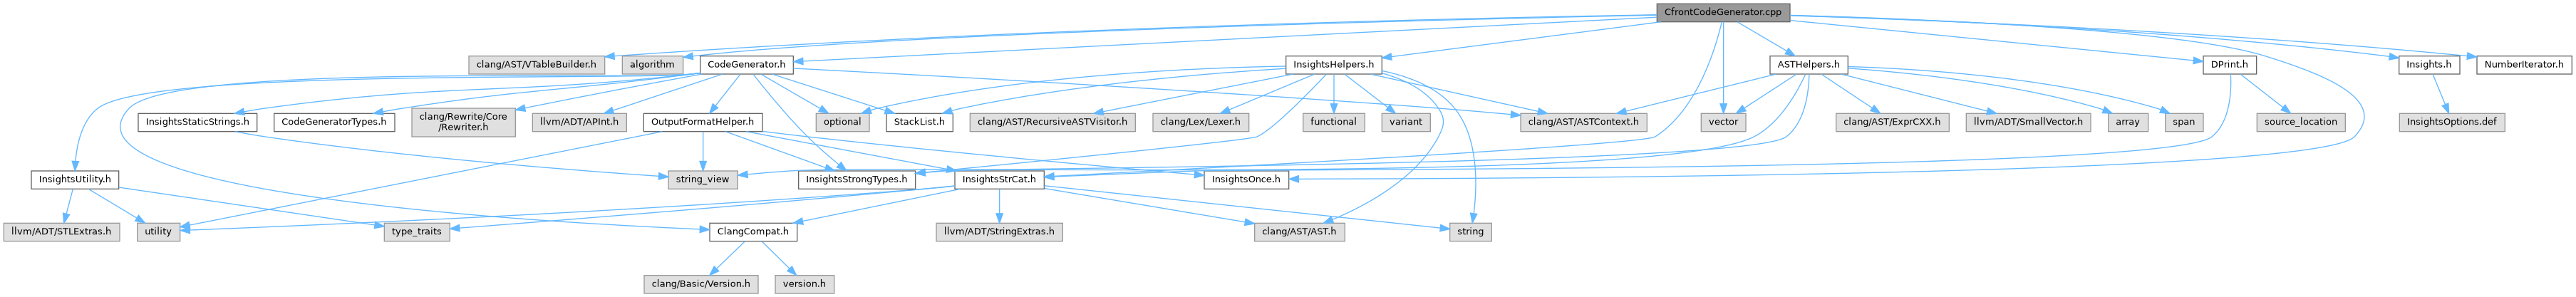 CfrontCodeGenerator.cpp
clang/AST/VTableBuilder.h
algorithm
CodeGenerator.h
InsightsHelpers.h
ASTHelpers.h
DPrint.h
Insights.h
NumberIterator.h
InsightsStaticStrings.h
CodeGeneratorTypes.h
clang/Rewrite/Core
/Rewriter.h
llvm/ADT/APInt.h
OutputFormatHelper.h
optional
StackList.h
clang/AST/RecursiveASTVisitor.h
clang/Lex/Lexer.h
functional
variant
clang/AST/ASTContext.h
vector
clang/AST/ExprCXX.h
llvm/ADT/SmallVector.h
array
span
source_location
InsightsOptions.def
InsightsUtility.h
string_view
InsightsStrongTypes.h
InsightsStrCat.h
InsightsOnce.h
llvm/ADT/STLExtras.h
utility
type_traits
ClangCompat.h
llvm/ADT/StringExtras.h
clang/AST/AST.h
string
clang/Basic/Version.h
version.h